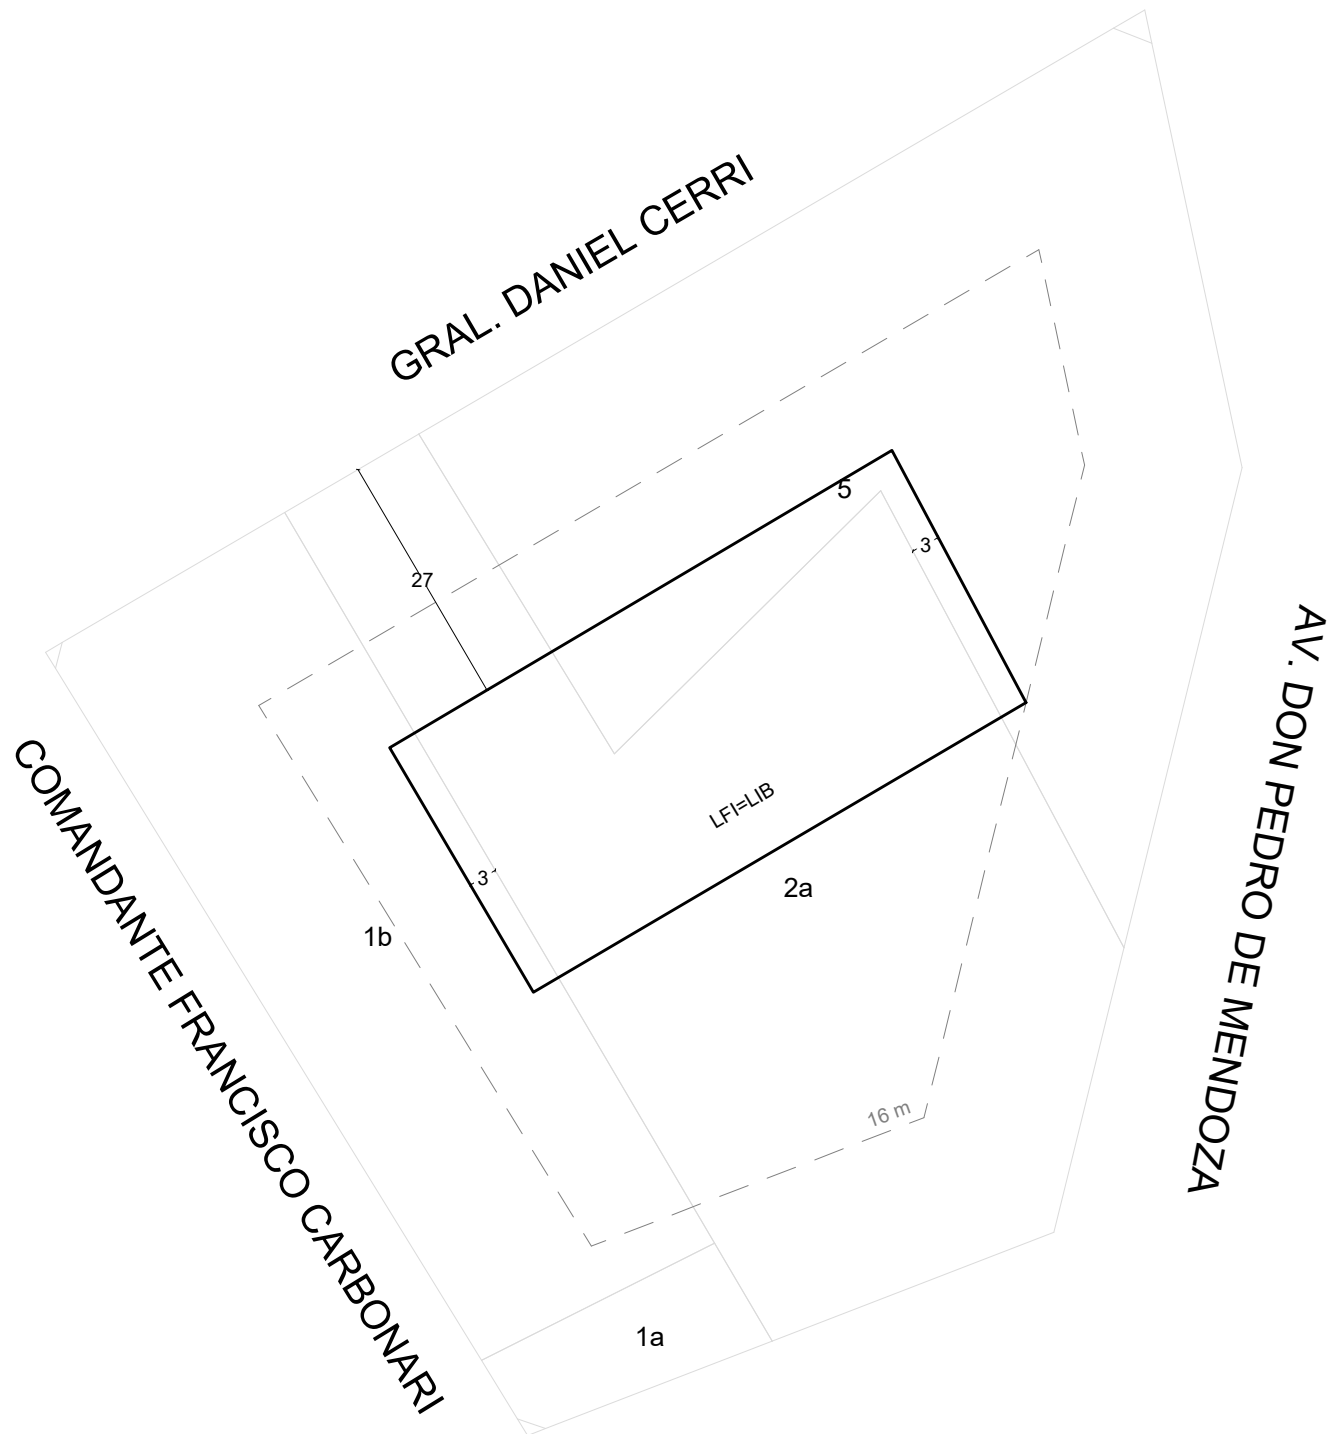 GRAL. DANIEL CERRI
5
3
27
AV. DON PEDRO DE MENDOZA
COMANDANTE FRANCISCO CARBONARI
LFI=LIB
3
2a
1b
16 m
1a